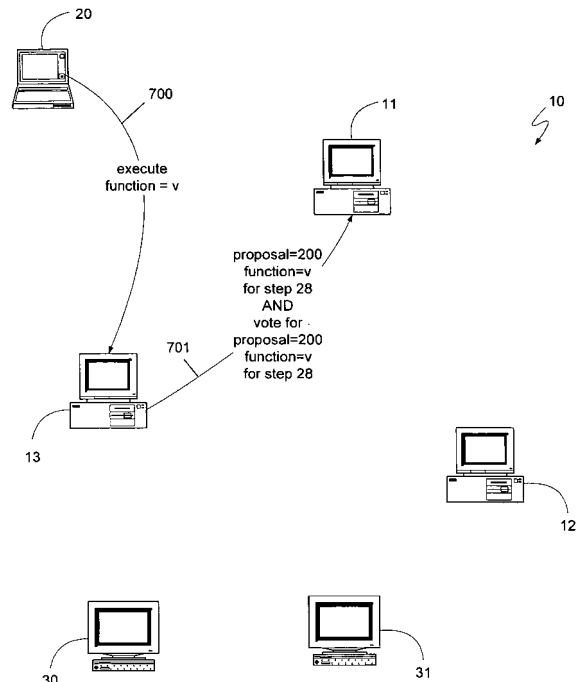 20
700
11
10
execute
function = v
proposal=200
function=v
for step 28
AND
vote for
proposal=200
function=v
for step 28
701
13
12
30
31